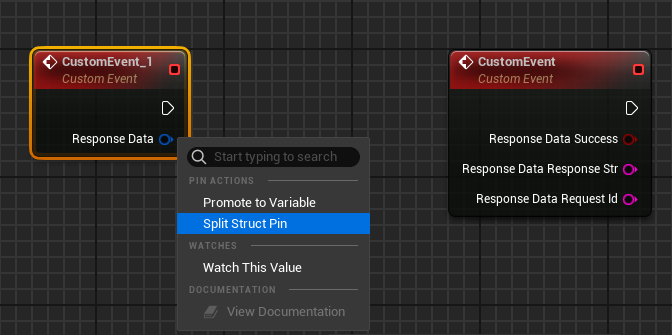 CustomEvent_1
Custom Event
Response Data
Start typing to search
PIN ACTIONS
Promote to Variable
Split Struct Pin
WATCHES
Watch This Value
DOCUMENTATION
View Documentation
CustomEvent
Custom Event
Response Data Success
Response Data Response Str
Response Data Request Id